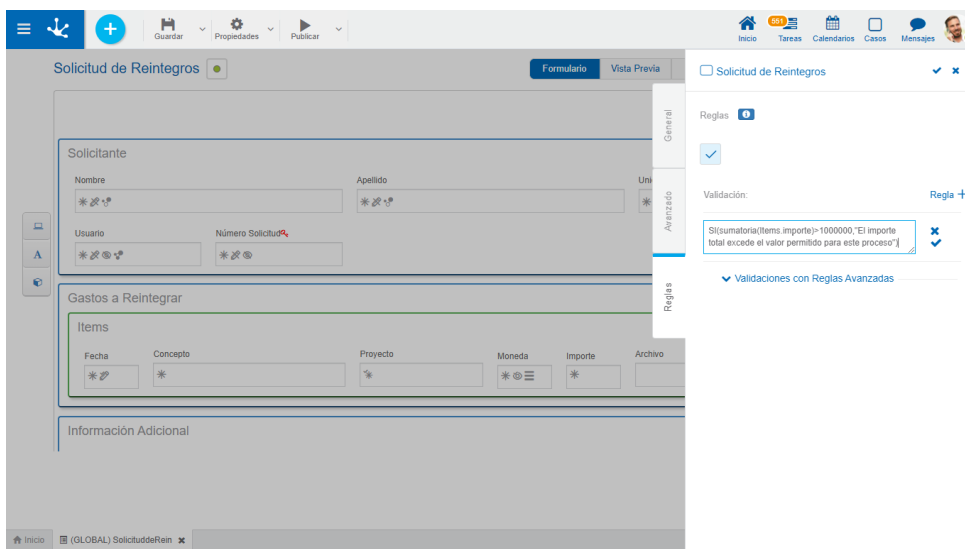 Guardar
Propiedades
Publicar
Inicio
551
Tareas
Calendarios
Casos
Mensajes
Solicitud de Reintegros
Formulario
Vista Previa
Solicitante
Nombre
Apellido
Uni
Usuario
Número Solicitud
A
Gastos a Reintegrar
Items
Fecha
Concepto
Proyecto
Moneda
Importe
Archivo
Información Adicional
General
Avanzado
Reglas
Solicitud de Reintegros
Reglas
Validación:
Regla
SI(sumatoria(Items.importe)>1000000,"El importe
total excede el valor permitido para este proceso")
Validaciones con Reglas Avanzadas
Inicio
(GLOBAL) SolicituddeRein